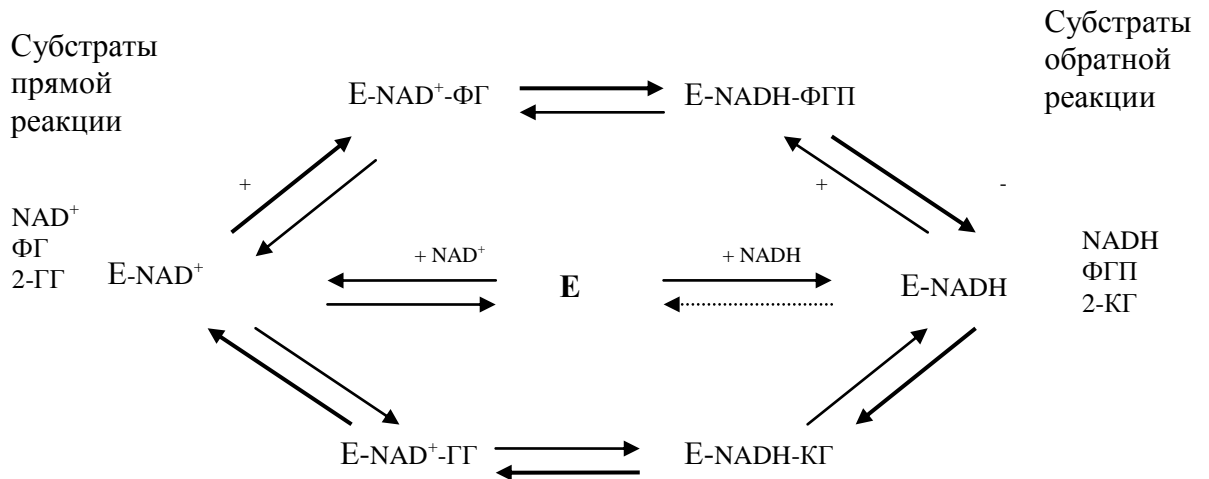 Субстраты
прямой
реакции
Субстраты
обратной
реакции
E-NAD⁺-ФГ
E-NADH-ФГП
+
+
-
NAD⁺
ФГ
2-ГГ
E-NAD⁺
+ NAD⁺
E
+ NADH
E-NADH
NADH
ФГП
2-КГ
E-NAD⁺-ГГ
E-NADH-КГ